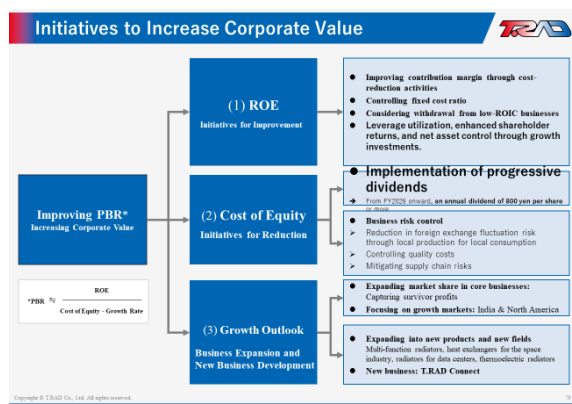 Initiatives to Increase Corporate Value
T.RAD
(1) ROE
Initiatives for Improvement
● Improving contribution margin through cost-
reduction activities
● Controlling fixed cost ratio
● Considering withdrawal from low-ROIC businesses
● Leverage utilization, enhanced shareholder
returns, and net asset control through growth
investments.
Improving PBR*
Increasing Corporate Value
*PBR ≒ ROE
Cost of Equity - Growth Rate
(2) Cost of Equity
Initiatives for Reduction
● Implementation of progressive
dividends
➔ From FY2026 onward, an annual dividend of 800 yen per share
or more
● Business risk control
➢ Reduction in foreign exchange fluctuation risk
through local production for local consumption
➢ Controlling quality costs
➢ Mitigating supply chain risks
(3) Growth Outlook
Business Expansion and
New Business Development
● Expanding market share in core businesses:
Capturing survivor profits
● Focusing on growth markets: India & North America
● Expanding into new products and new fields
Multi-function radiators, heat exchangers for the space
industry, radiators for data centers, thermoelectric radiators
● New business: T.RAD Connect
Copyright © T.RAD Co., Ltd. All rights reserved.